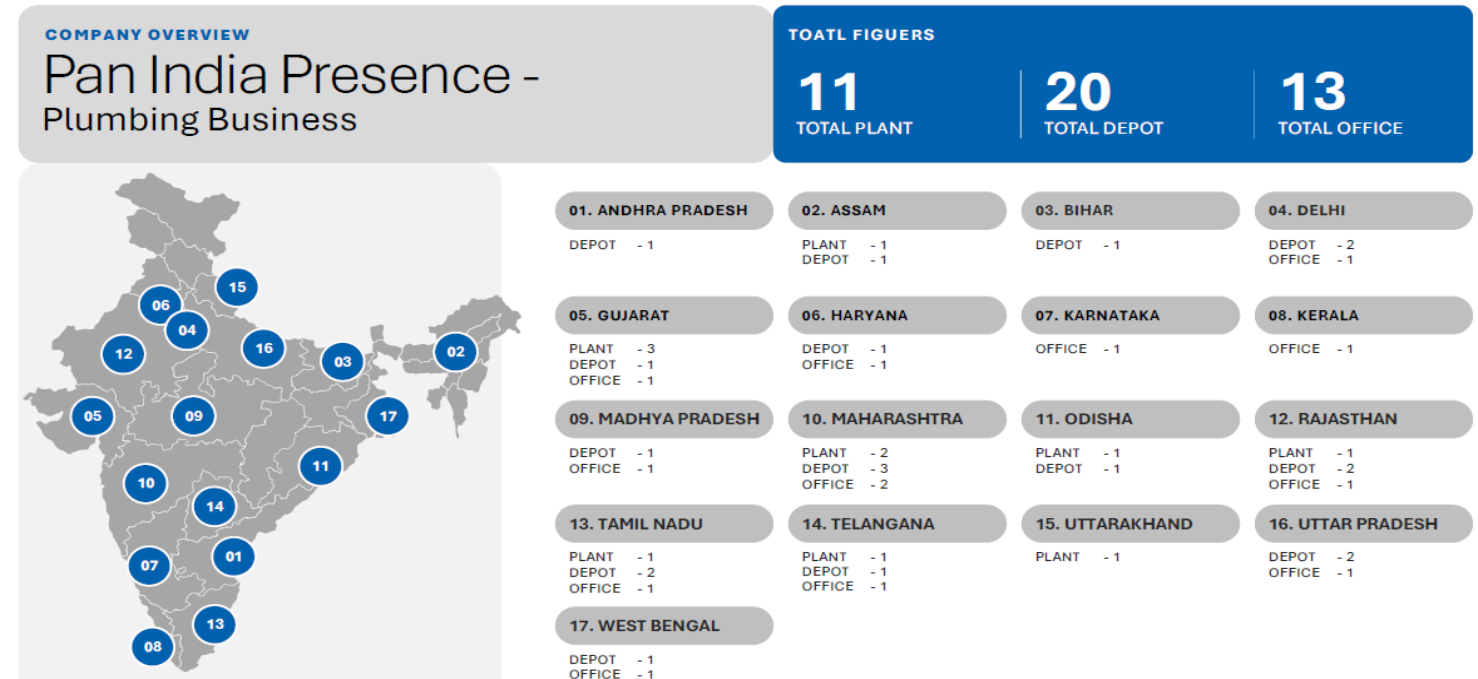 COMPANY OVERVIEW
Pan India Presence -
Plumbing Business
TOATL FIGUERS
11
TOTAL PLANT
20
TOTAL DEPOT
13
TOTAL OFFICE
15
06
04
12
16
03
02
05
09
17
11
10
14
07
01
13
08
01. ANDHRA PRADESH
DEPOT - 1
02. ASSAM
PLANT - 1
DEPOT - 1
03. BIHAR
DEPOT - 1
04. DELHI
DEPOT - 2
OFFICE - 1
05. GUJARAT
PLANT - 3
DEPOT - 1
OFFICE - 1
06. HARYANA
DEPOT - 1
OFFICE - 1
07. KARNATAKA
OFFICE - 1
08. KERALA
OFFICE - 1
09. MADHYA PRADESH
DEPOT - 1
OFFICE - 1
10. MAHARASHTRA
PLANT - 2
DEPOT - 3
OFFICE - 2
11. ODISHA
PLANT - 1
DEPOT - 1
12. RAJASTHAN
PLANT - 1
DEPOT - 2
OFFICE - 1
13. TAMIL NADU
PLANT - 1
DEPOT - 2
OFFICE - 1
14. TELANGANA
PLANT - 1
DEPOT - 1
OFFICE - 1
15. UTTARAKHAND
PLANT - 1
16. UTTAR PRADESH
DEPOT - 2
OFFICE - 1
17. WEST BENGAL
DEPOT - 1
OFFICE - 1